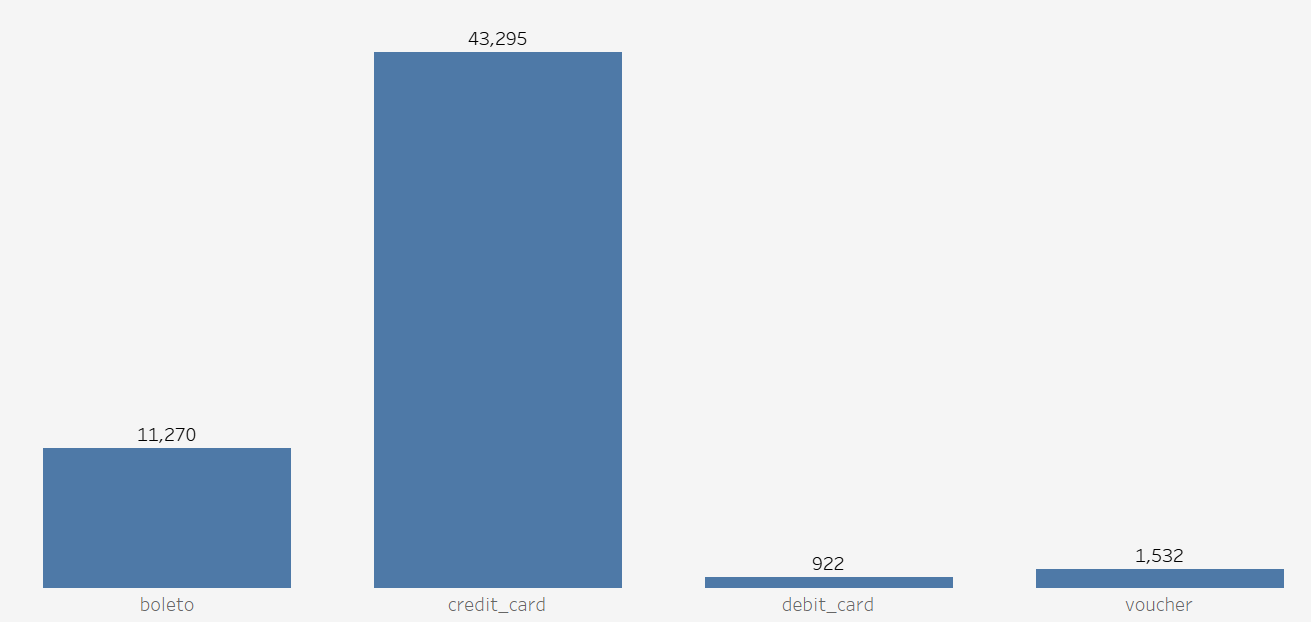 43,295
11,270
922
1,532
boleto
credit_card
debit_card
voucher